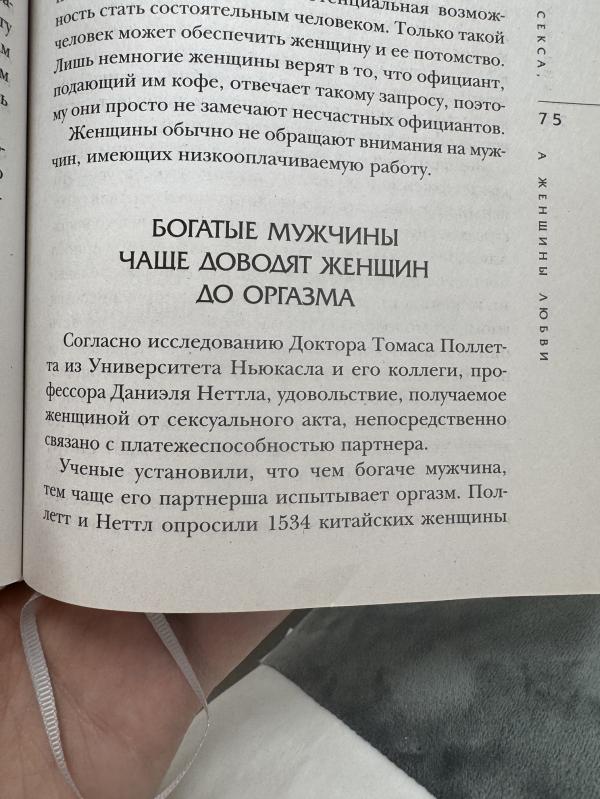 ность стать состоятельным человеком. Только такой
человек может обеспечить женщину и ее потомство.
Лишь немногие женщины верят в то, что официант,
подающий им кофе, отвечает такому запросу, поэто-
му они просто не замечают несчастных официантов.
Женщины обычно не обращают внимания на муж-
чин, имеющих низкооплачиваемую работу.
БОГАТЫЕ МУЖЧИНЫ
ЧАЩЕ ДОВОДЯТ ЖЕНЩИН
ДО ОРГАЗМА
Согласно исследованию Доктора Томаса Поллет-
та из Университета Ньюкасла и его коллеги, про-
фессора Даниэля Неттла, удовольствие, получаемое
женщиной от сексуального акта, непосредственно
связано с платежеспособностью партнера.
Ученые установили, что чем богаче мужчина,
тем чаще его партнерша испытывает оргазм. Пол-
летт и Неттл опросили 1534 китайских женщины
СЕКСА,
75
А ЖЕНЩИНЫ ЛЮБВИ